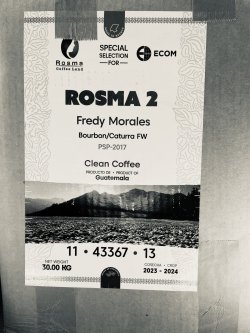 Rosma
Coffee Land
SPECIAL
SELECTION
FOR
ECOM
ROSMA 2
Fredy Morales
Bourbon/Caturra FW
PSP-2017
Clean Coffee
PRODUCTO DE • PRODUCT OF
Guatemala
11 • 43367 • 13
NET WEIGHT
30.00 KG
COSECHA • CROP
2023 - 2024